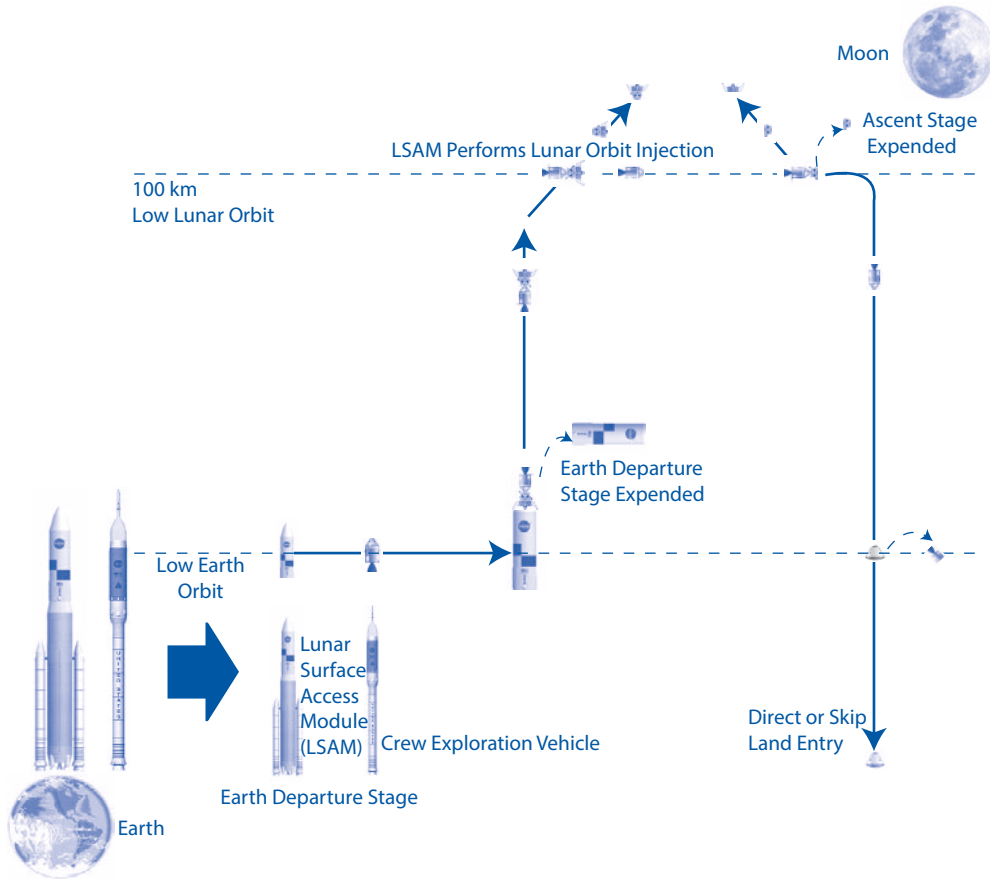 Moon
Ascent Stage
Expended
LSAM Performs Lunar Orbit Injection
100 km
Low Lunar Orbit
Earth Departure
Stage Expended
Low Earth
Orbit
Lunar
Surface
Access
Module
(LSAM)
Crew Exploration Vehicle
Earth Departure Stage
Direct or Skip
Land Entry
Earth